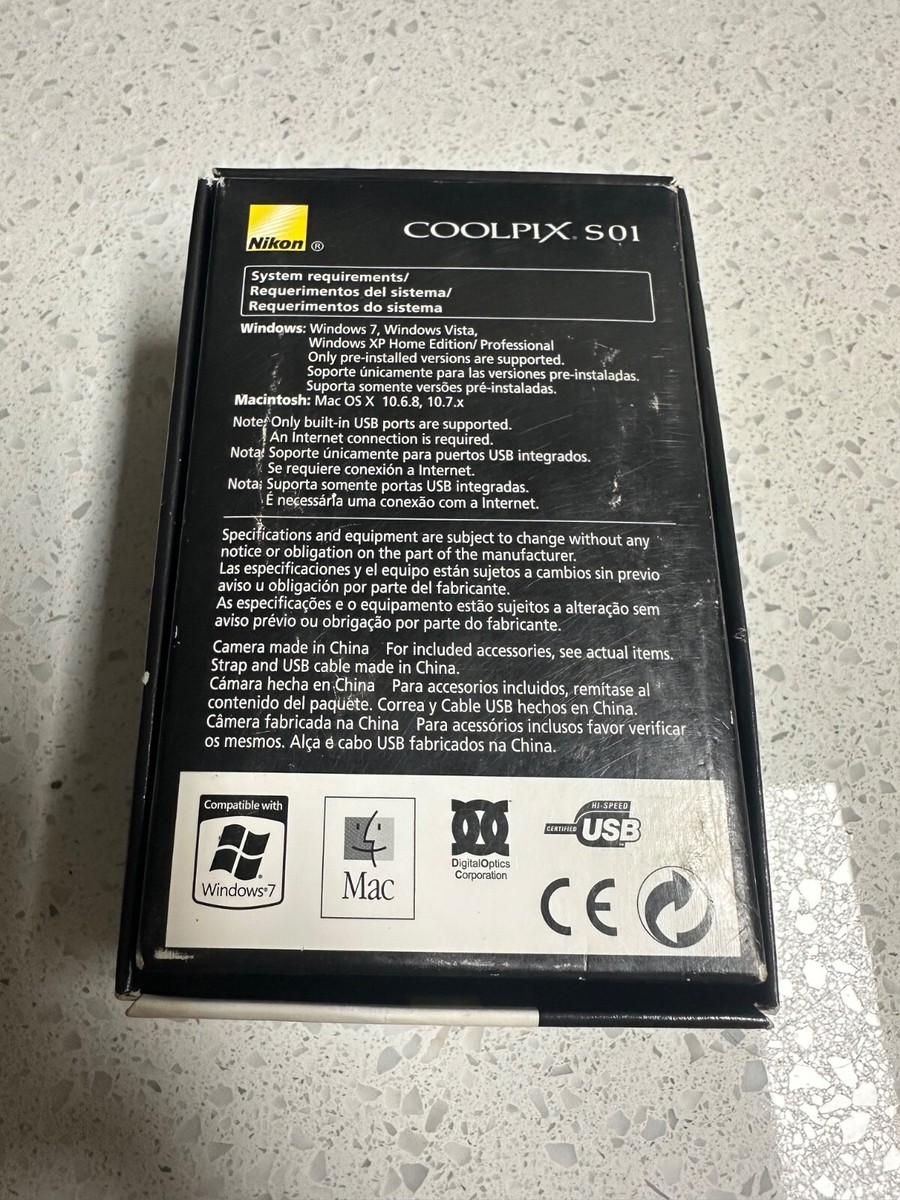 Nikon ®
COOLPIX S01
System requirements/
Requerimentos del sistema/
Requerimentos do sistema
Windows: Windows 7, Windows Vista,
Windows XP Home Edition/ Professional
Only pre-installed versions are supported.
Soporte únicamente para las versiones pre-instaladas.
Suporta somente versões pré-instaladas.
Macintosh: Mac OS X 10.6.8, 10.7.x
Note: Only built-in USB ports are supported.
An Internet connection is required.
Nota: Soporte únicamente para puertos USB integrados.
Se requiere conexión a Internet.
Nota: Suporta somente portas USB integradas.
É necessária uma conexão com a Internet.
Specifications and equipment are subject to change without any
notice or obligation on the part of the manufacturer.
Las especificaciones y el equipo están sujetos a cambios sin previo
aviso u obligación por parte del fabricante.
As especificações e o equipamento estão sujeitos a alteração sem
aviso prévio ou obrigação por parte do fabricante.
Camera made in China For included accessories, see actual items.
Strap and USB cable made in China.
Cámara hecha en China Para accesorios incluidos, remítase al
contenido del paquete. Correa y Cable USB hechos en China.
Câmera fabricada na China Para acessórios inclusos favor verificar
os mesmos. Alça e cabo USB fabricados na China.
Compatible with
Windows®7
Mac
DigitalOptics
Corporation
HI-SPEED
CERTIFIED USB
TM
CE